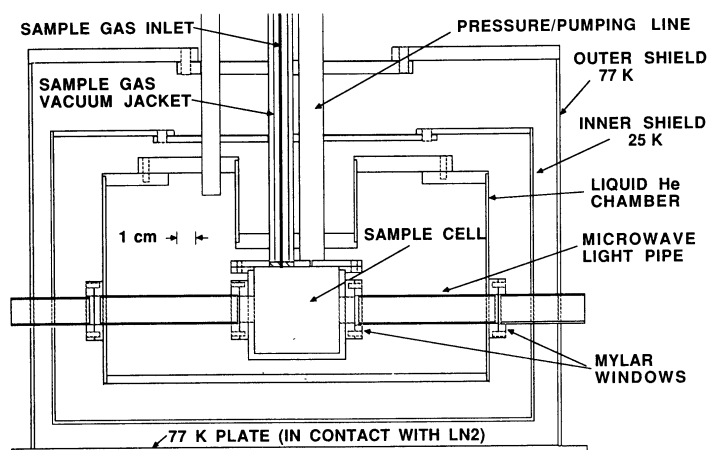 SAMPLE GAS INLET
PRESSURE/PUMPING LINE
OUTER SHIELD
77 K
SAMPLE GAS
VACUUM JACKET
INNER SHIELD
25 K
LIQUID He
CHAMBER
1 cm
SAMPLE CELL
MICROWAVE
LIGHT PIPE
MYLAR
WINDOWS
77 K PLATE (IN CONTACT WITH LN2)